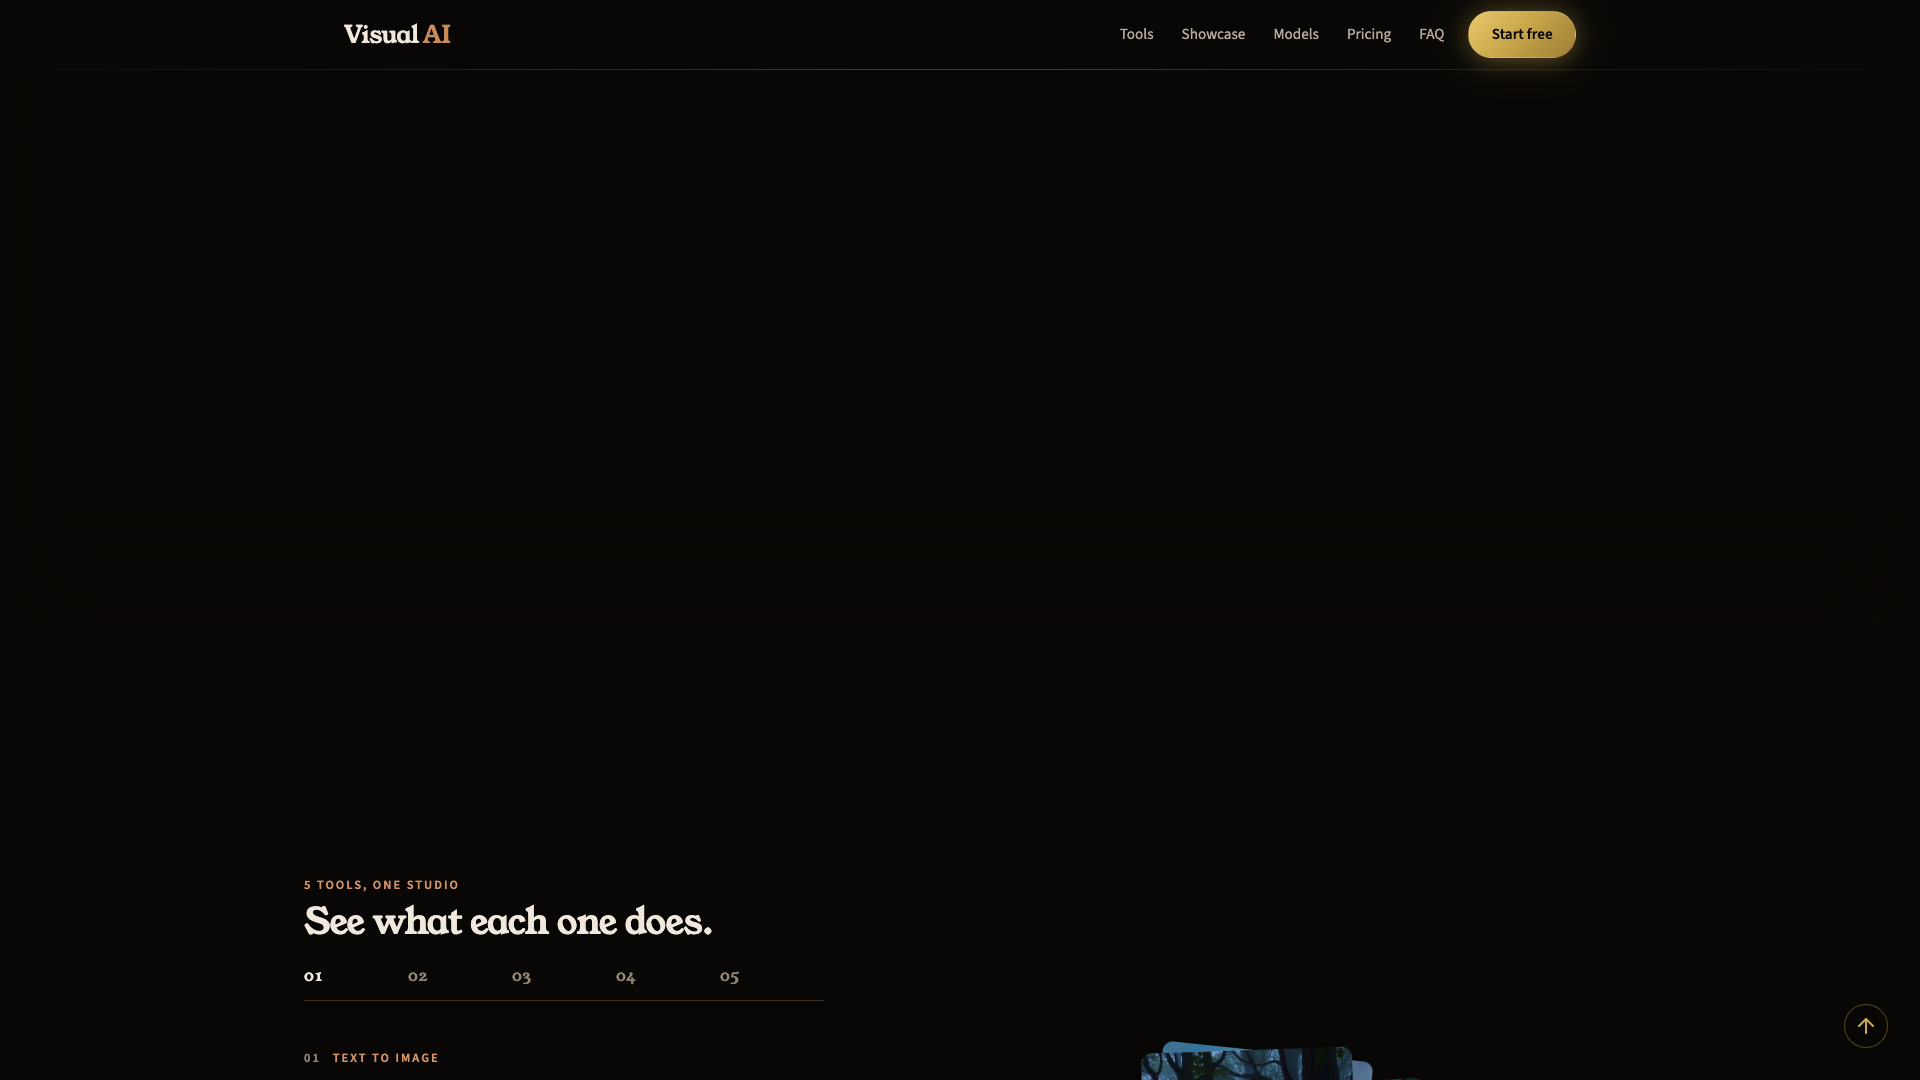 Visual AI
Tools
Showcase
Models
Pricing
FAQ
Start free
5 TOOLS, ONE STUDIO
See what each one does.
01
02
03
04
05
01 TEXT TO IMAGE